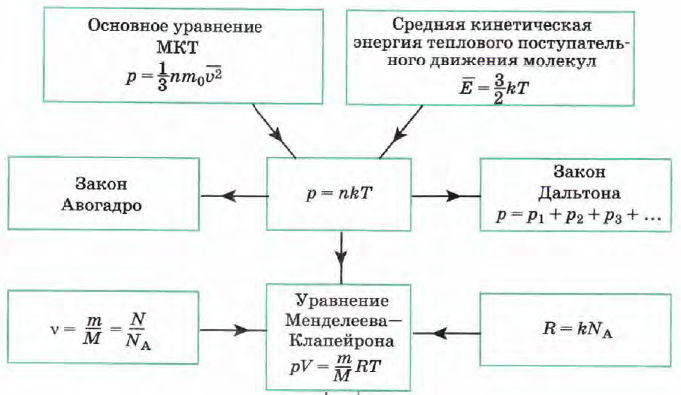 Основное уравнение
МКТ
p = 1/3 nm₀v̅²
Средняя кинетическая
энергия теплового поступатель-
ного движения молекул
E̅ = 3/2 kT
Закон
Авогадро
p = nkT
Закон
Дальтона
p = p₁ + p₂ + p₃ + ...
ν = m/M = N/N_A
Уравнение
Менделеева—
Клапейрона
pV = m/M RT
R = kN_A